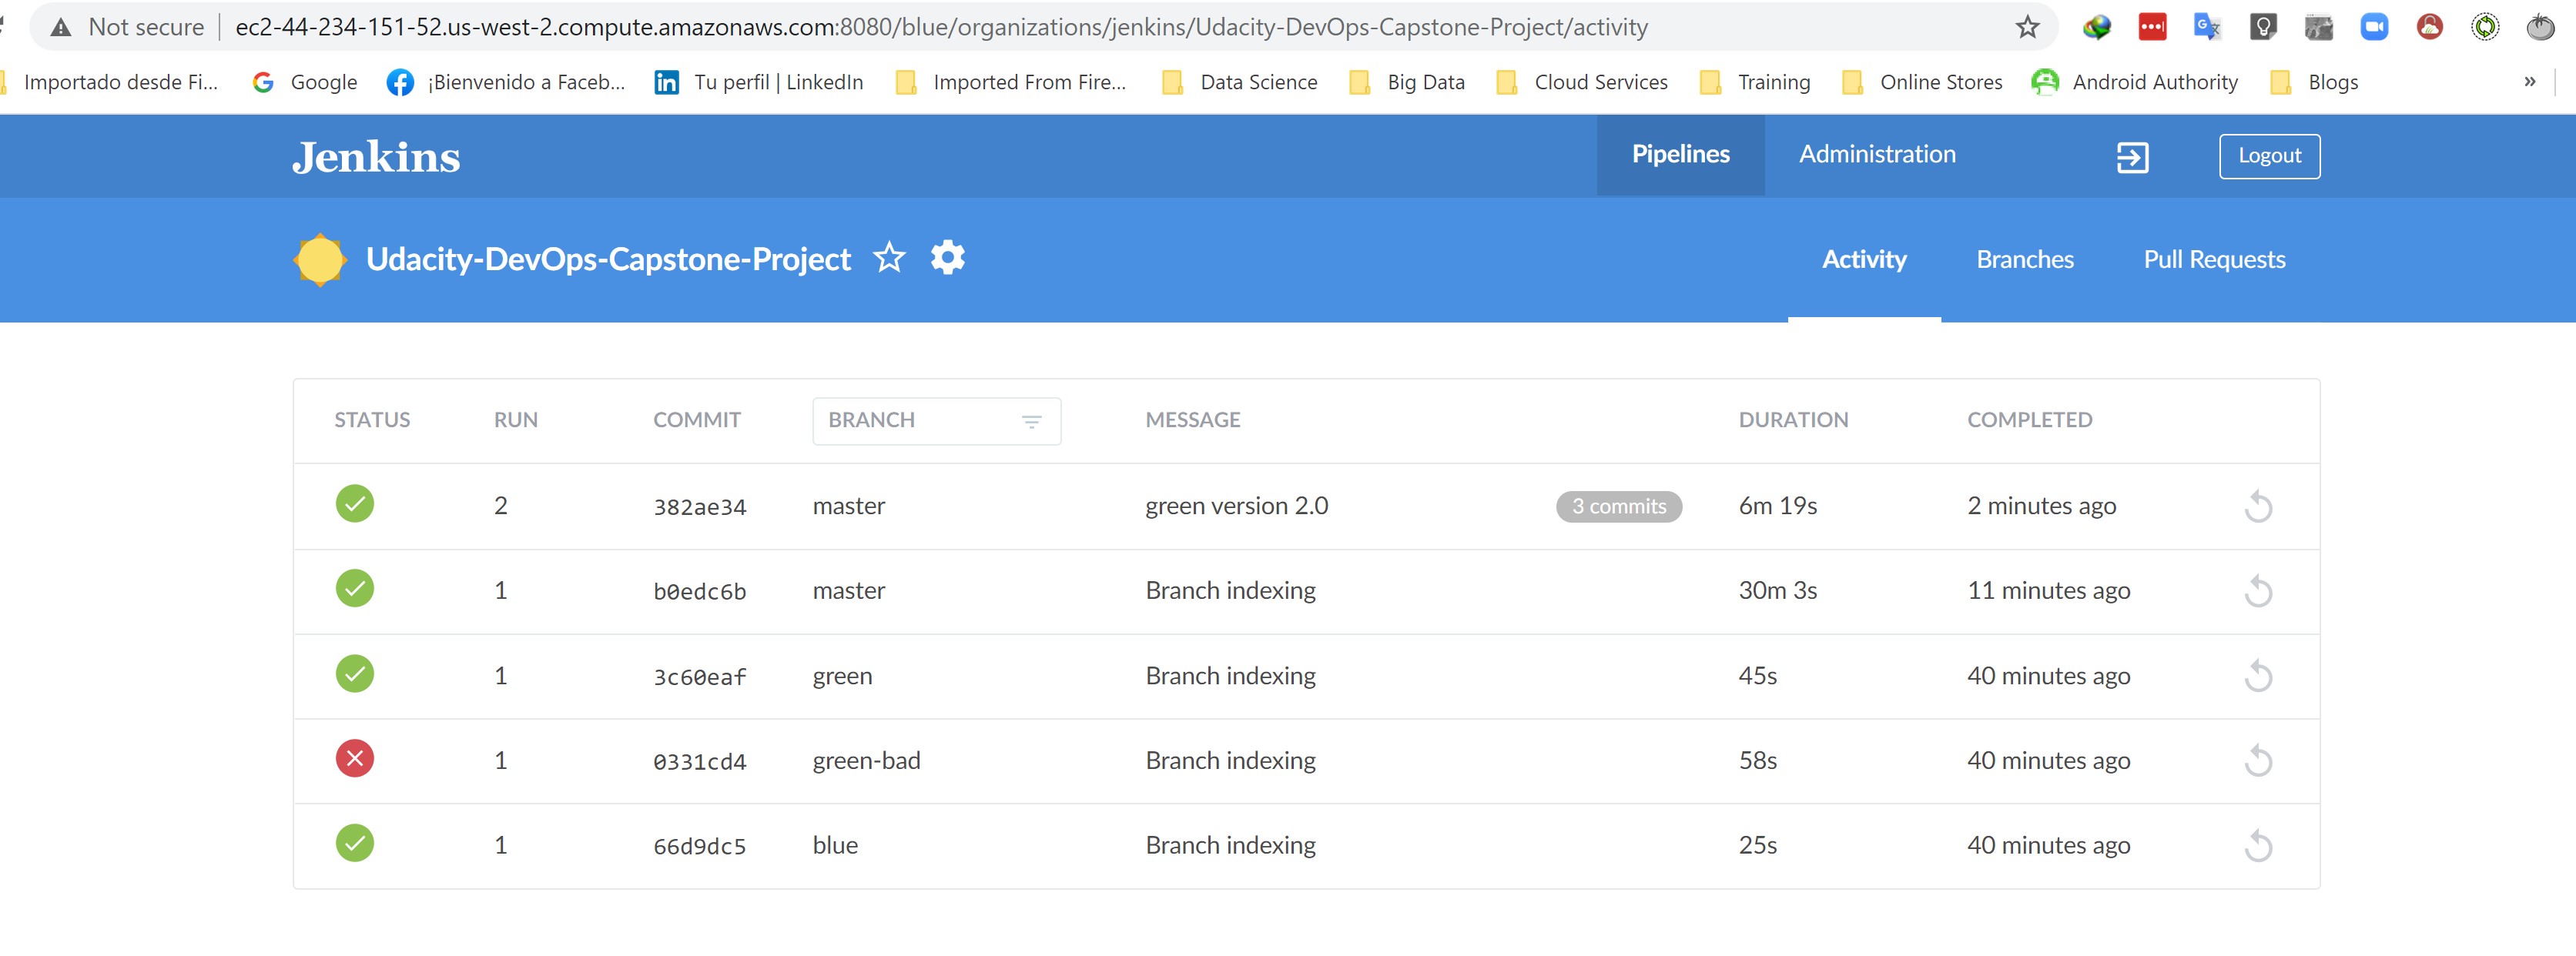 Not secure ec2-44-234-151-52.us-west-2.compute.amazonaws.com:8080/blue/organizations/jenkins/Udacity-DevOps-Capstone-Project/activity
Importado desde Fi... Google ¡Bienvenido a Faceb... Tu perfil | LinkedIn Imported From Fire... Data Science Big Data Cloud Services Training Online Stores Android Authority Blogs »
Jenkins Pipelines Administration Logout
Udacity-DevOps-Capstone-Project Activity Branches Pull Requests
STATUS RUN COMMIT BRANCH MESSAGE DURATION COMPLETED
2 382ae34 master green version 2.0 3 commits 6m 19s 2 minutes ago
1 b0edc6b master Branch indexing 30m 3s 11 minutes ago
1 3c60eaf green Branch indexing 45s 40 minutes ago
1 0331cd4 green-bad Branch indexing 58s 40 minutes ago
1 66d9dc5 blue Branch indexing 25s 40 minutes ago